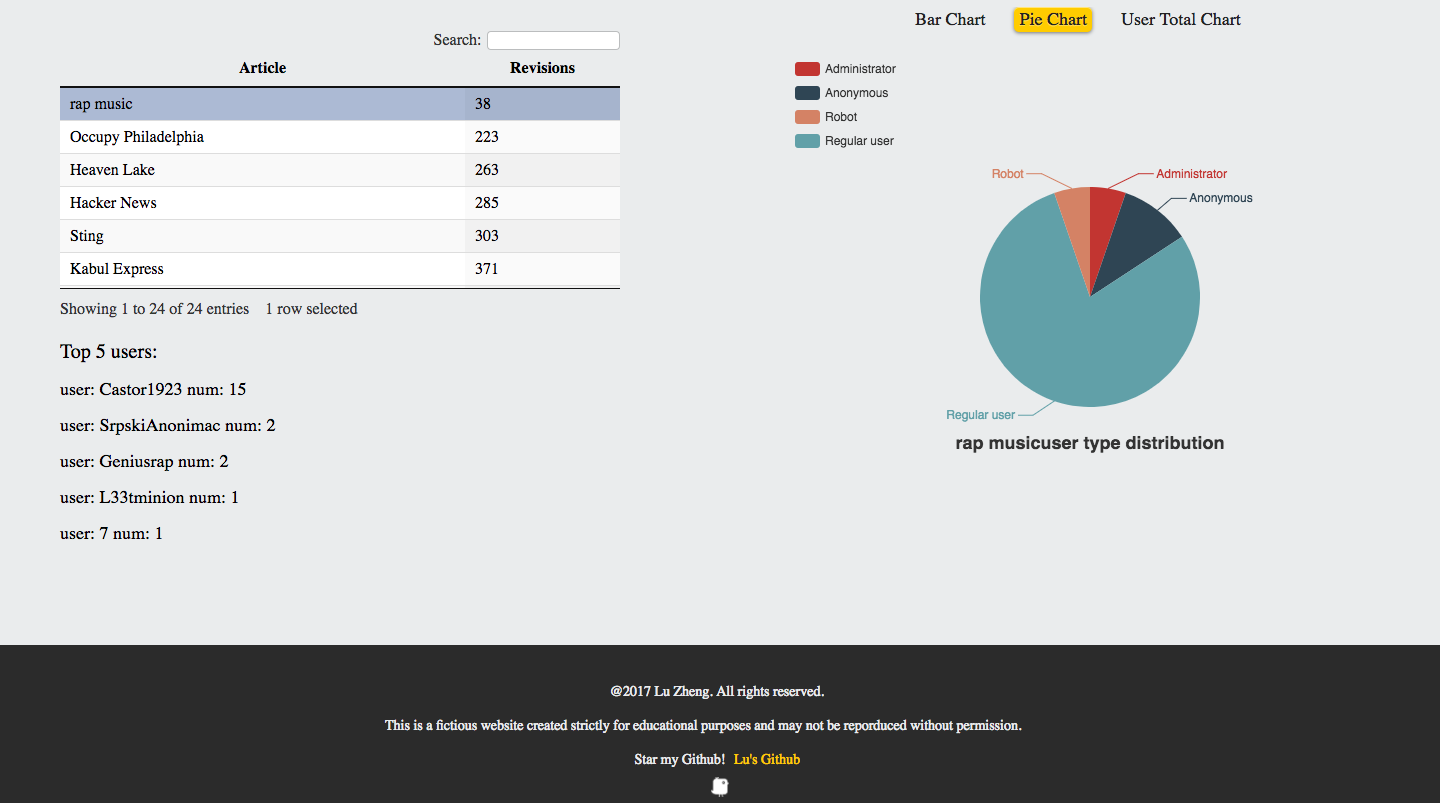 Bar Chart Pie Chart User Total Chart
Search:
Article Revisions
rap music 38
Occupy Philadelphia 223
Heaven Lake 263
Hacker News 285
Sting 303
Kabul Express 371
Showing 1 to 24 of 24 entries 1 row selected
Top 5 users:
user: Castor1923 num: 15
user: SrpskiAnonimac num: 2
user: Geniusrap num: 2
user: L33tminion num: 1
user: 7 num: 1
Administrator
Anonymous
Robot
Regular user
Robot
Administrator
Anonymous
Regular user
rap musicuser type distribution
@2017 Lu Zheng. All rights reserved.
This is a fictious website created strictly for educational purposes and may not be reporduced without permission.
Star my Github! Lu's Github